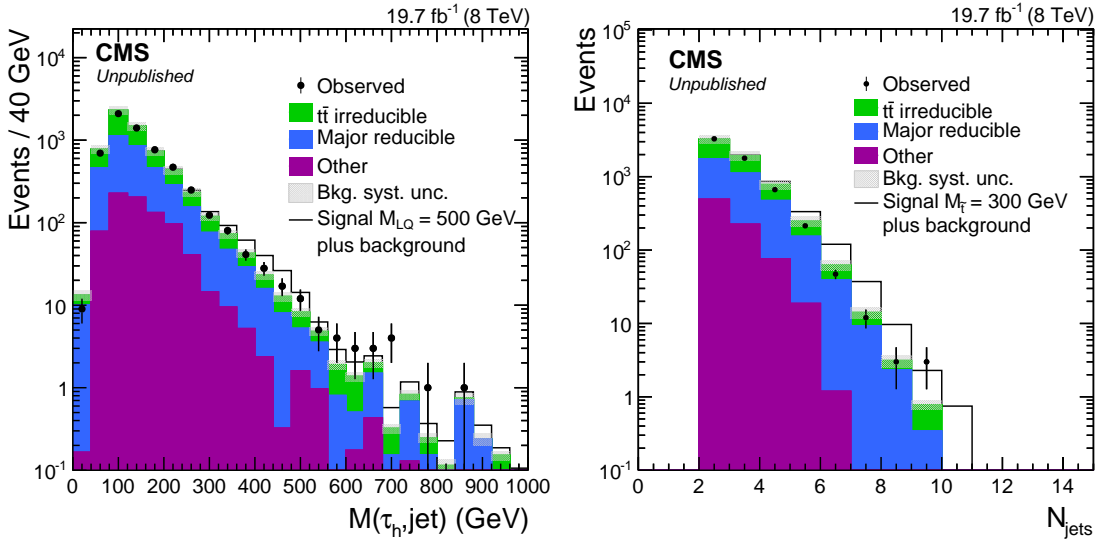 19.7 fb⁻¹ (8 TeV)
CMS
Unpublished
Observed
tt̄ irreducible
Major reducible
Other
Bkg. syst. unc.
Signal M_LQ = 500 GeV
plus background
Events / 40 GeV
10⁴
10³
10²
10
1
10⁻¹
0 100 200 300 400 500 600 700 800 900 1000
M(τ_h,jet) (GeV)
19.7 fb⁻¹ (8 TeV)
CMS
Unpublished
Observed
tt̄ irreducible
Major reducible
Other
Bkg. syst. unc.
Signal M_t̃ = 300 GeV
plus background
Events
10⁵
10⁴
10³
10²
10
1
10⁻¹
0 2 4 6 8 10 12 14
N_jets